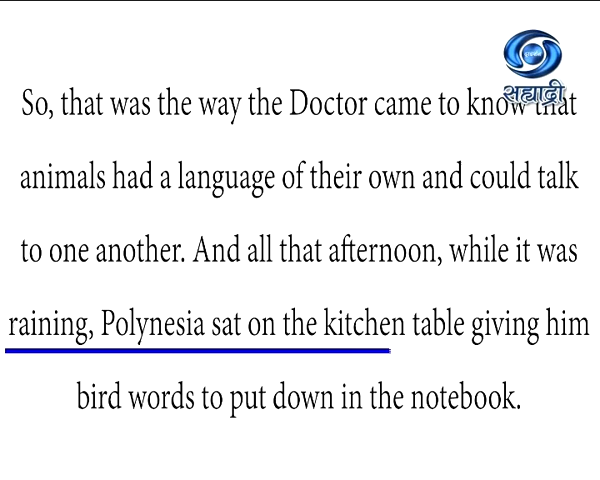 सह्याद्री
So, that was the way the Doctor came to know that
animals had a language of their own and could talk
to one another. And all that afternoon, while it was
raining, Polynesia sat on the kitchen table giving him
bird words to put down in the notebook.